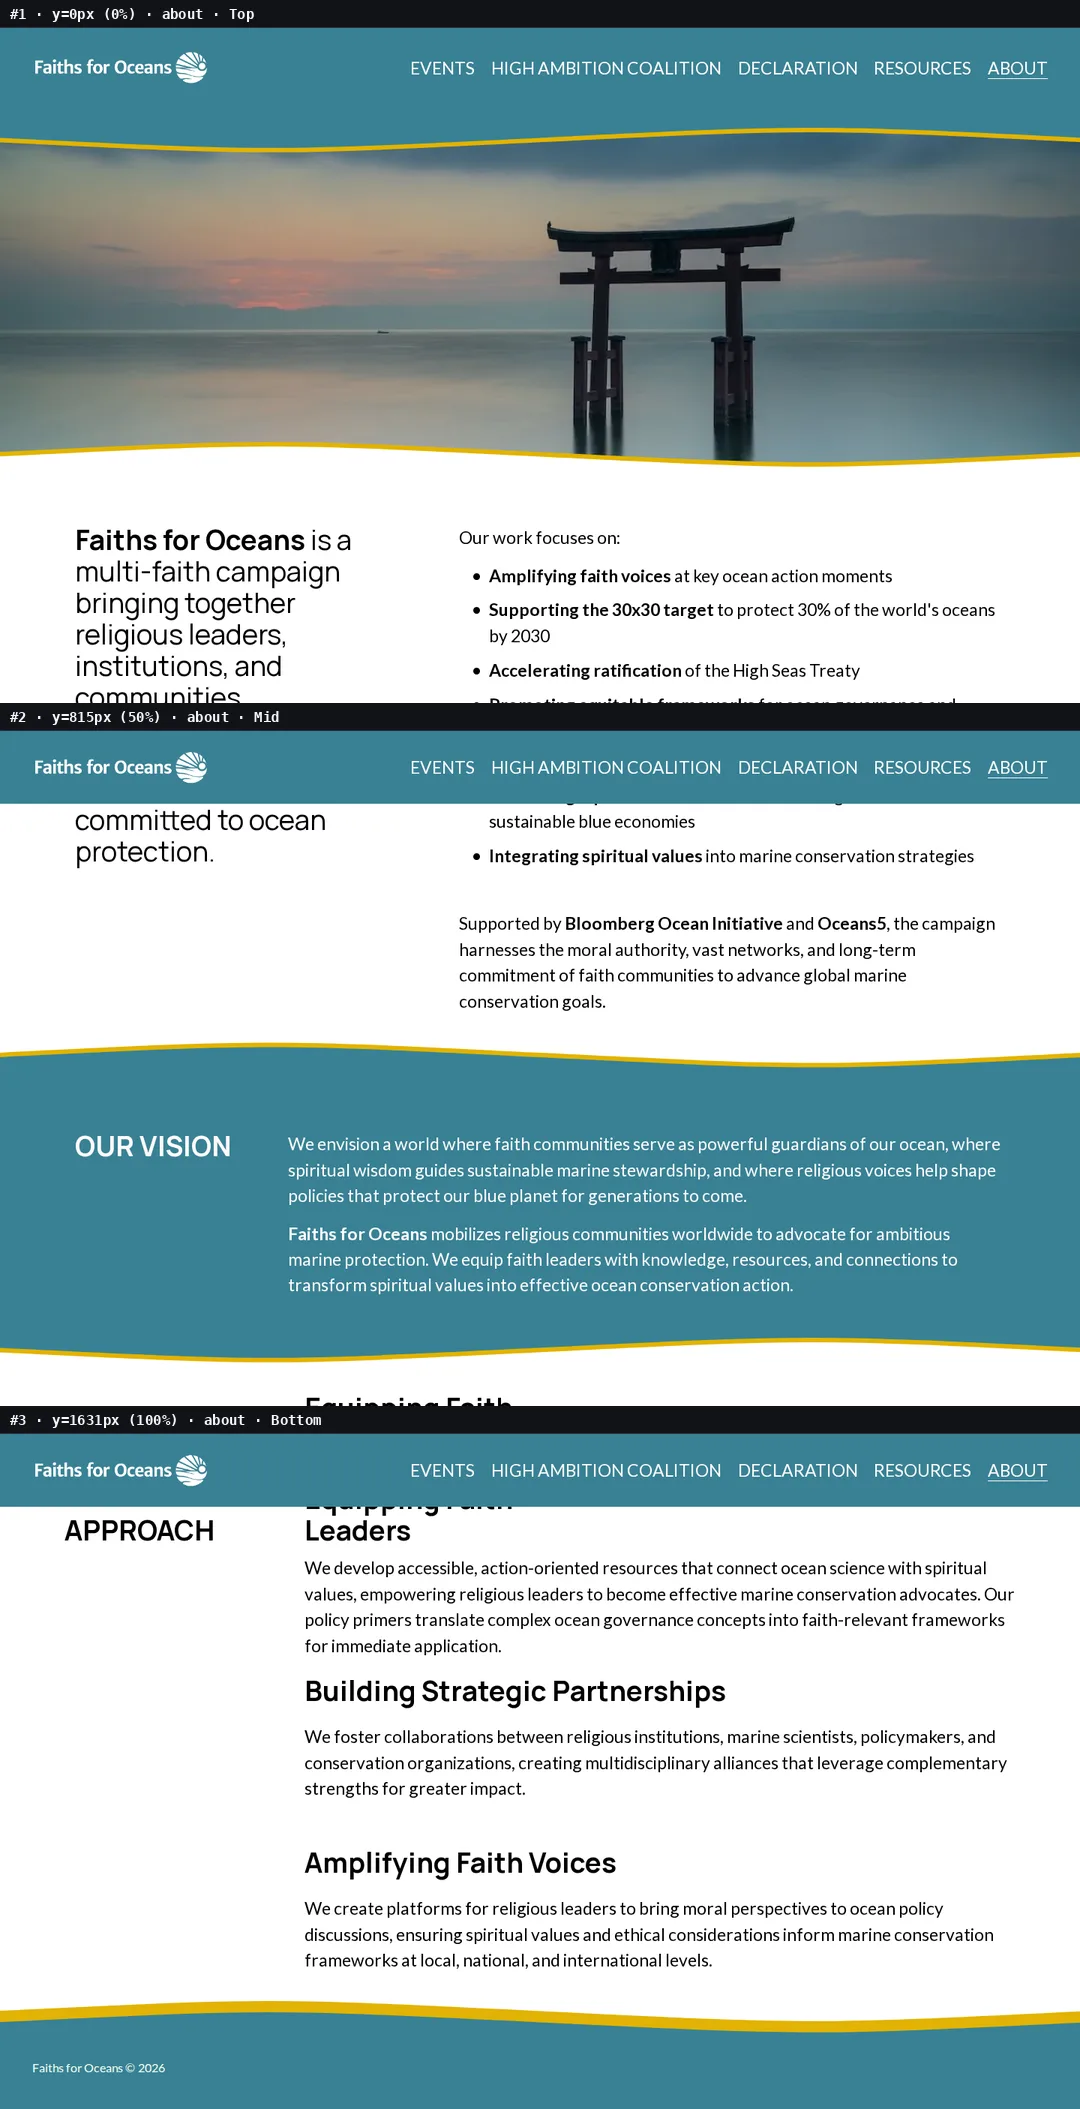 #1 · y=0px (0%) · about · Top
Faiths for Oceans
EVENTS HIGH AMBITION COALITION DECLARATION RESOURCES ABOUT
Faiths for Oceans is a
multi-faith campaign
bringing together
religious leaders,
institutions, and
communities
Our work focuses on:
• Amplifying faith voices at key ocean action moments
• Supporting the 30x30 target to protect 30% of the world's oceans
by 2030
• Accelerating ratification of the High Seas Treaty
• Promoting equitable frameworks for ocean governance and
#2 · y=815px (50%) · about · Mid
Faiths for Oceans
EVENTS HIGH AMBITION COALITION DECLARATION RESOURCES ABOUT
committed to ocean
protection.
sustainable blue economies
• Integrating spiritual values into marine conservation strategies
Supported by Bloomberg Ocean Initiative and Oceans5, the campaign
harnesses the moral authority, vast networks, and long-term
commitment of faith communities to advance global marine
conservation goals.
OUR VISION
We envision a world where faith communities serve as powerful guardians of our ocean, where
spiritual wisdom guides sustainable marine stewardship, and where religious voices help shape
policies that protect our blue planet for generations to come.
Faiths for Oceans mobilizes religious communities worldwide to advocate for ambitious
marine protection. We equip faith leaders with knowledge, resources, and connections to
transform spiritual values into effective ocean conservation action.
Equipping Faith
#3 · y=1631px (100%) · about · Bottom
Faiths for Oceans
EVENTS HIGH AMBITION COALITION DECLARATION RESOURCES ABOUT
APPROACH
Equipping Faith
Leaders
We develop accessible, action-oriented resources that connect ocean science with spiritual
values, empowering religious leaders to become effective marine conservation advocates. Our
policy primers translate complex ocean governance concepts into faith-relevant frameworks
for immediate application.
Building Strategic Partnerships
We foster collaborations between religious institutions, marine scientists, policymakers, and
conservation organizations, creating multidisciplinary alliances that leverage complementary
strengths for greater impact.
Amplifying Faith Voices
We create platforms for religious leaders to bring moral perspectives to ocean policy
discussions, ensuring spiritual values and ethical considerations inform marine conservation
frameworks at local, national, and international levels.
Faiths for Oceans © 2026